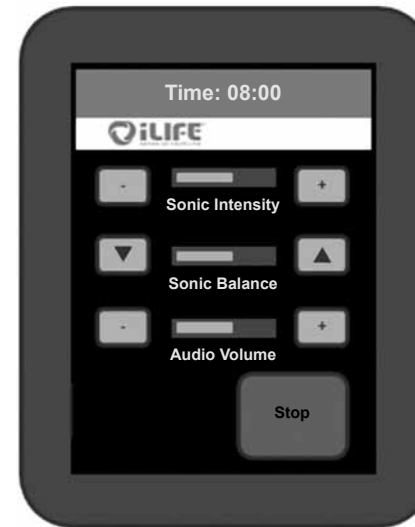 Time: 08:00
iLIFE
- +
Sonic Intensity
▼ ▲
Sonic Balance
- +
Audio Volume
Stop